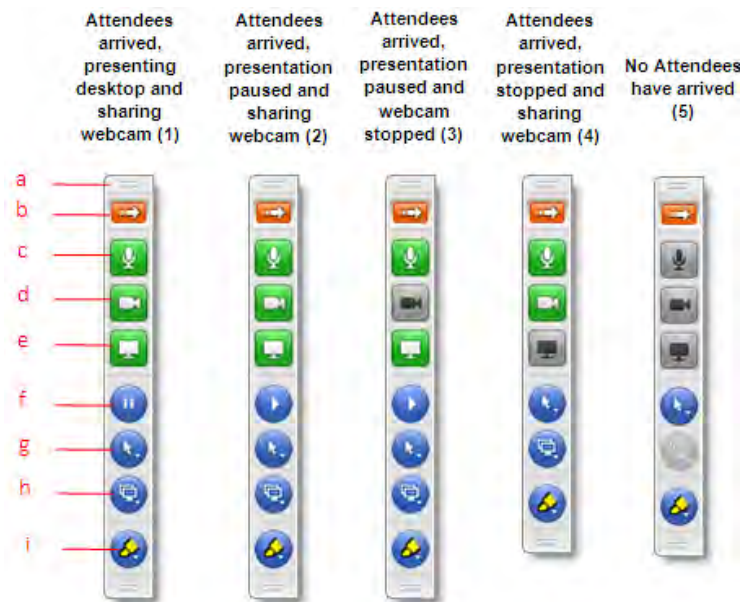 Attendees
arrived,
presenting
desktop and
sharing
webcam (1)
Attendees
arrived,
presentation
paused and
sharing
webcam (2)
Attendees
arrived,
presentation
paused and
webcam
stopped (3)
Attendees
arrived,
presentation
stopped and
sharing
webcam (4)
No Attendees
have arrived
(5)
a
b
c
d
e
f
g
h
i